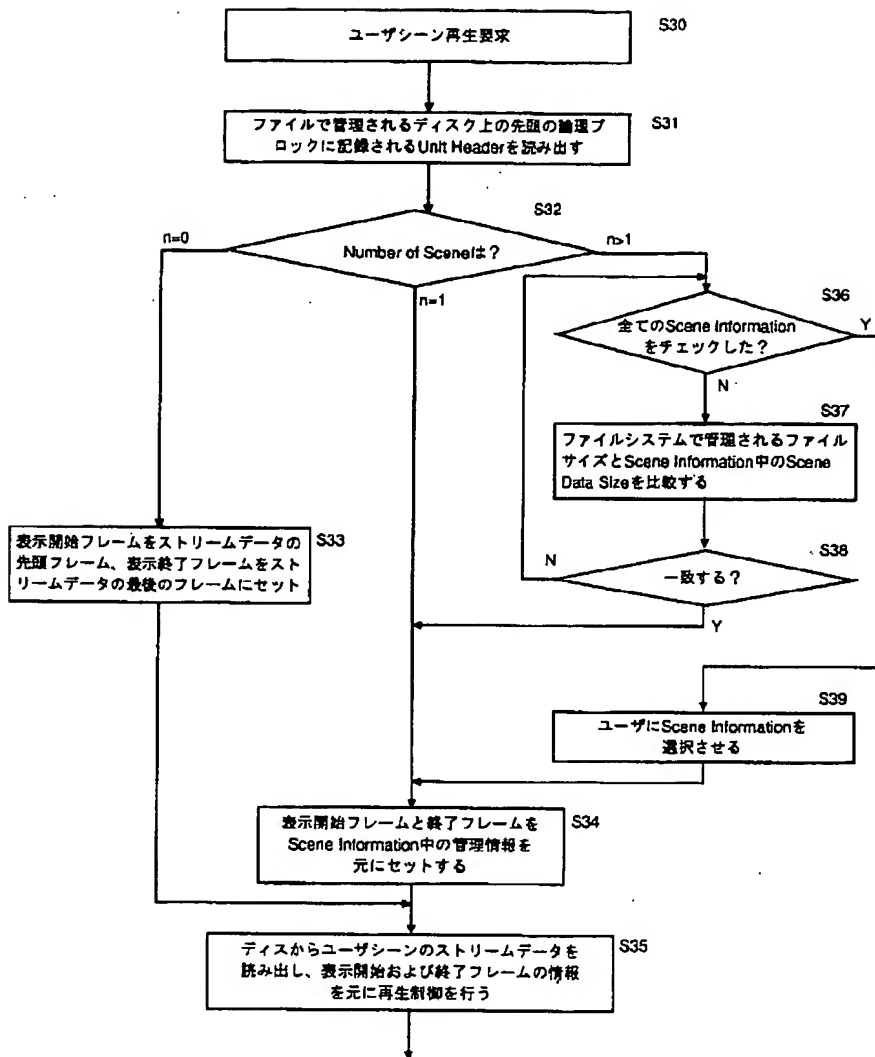 ユーザシーン再生要求
S30
ファイルで管理されるディスク上の先頭の論理ブ
ロックに記録されるUnit Headerを読み出す
S31
S32
n=0
Number of Sceneは?
n>1
n=1
S36
全てのScene Information
をチェックした?
Y
N
S37
ファイルシステムで管理されるファイル
サイズとScene Information中のScene
Data Sizeを比較する
S33
表示開始フレームをストリームデータの
先頭フレーム、表示終了フレームをスト
リームデータの最後のフレームにセット
S38
N
一致する?
Y
S39
ユーザにScene Informationを
選択させる
表示開始フレームと終了フレームを
Scene Information中の管理情報を
元にセットする
S34
ディスからユーザシーンのストリームデータを
読み出し、表示開始および終了フレームの情報
を元に再生制御を行う
S35